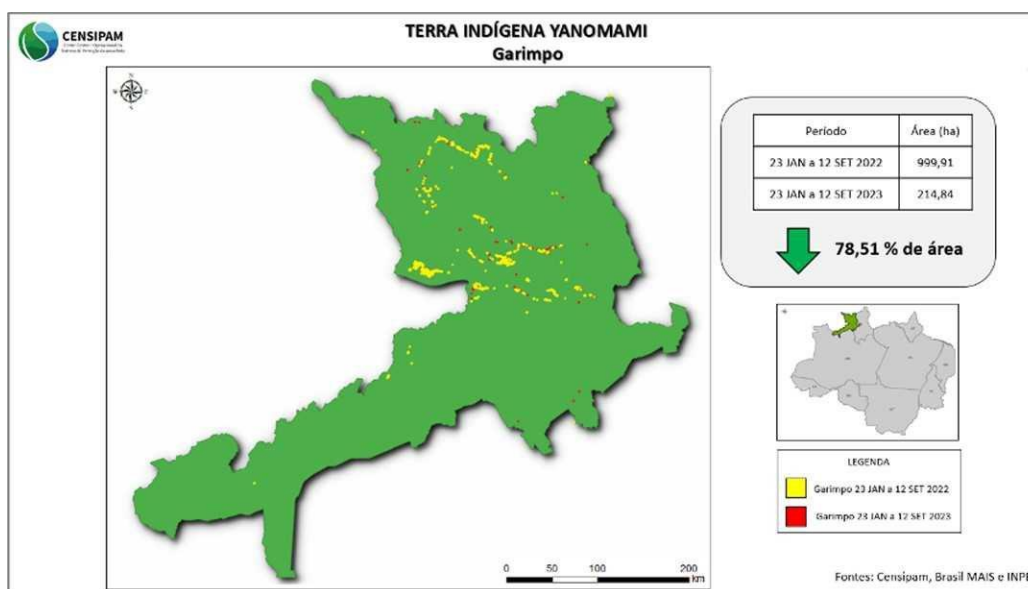 CENSIPAM
TERRA INDÍGENA YANOMAMI
Garimpo
Período Área (ha)
23 JAN a 12 SET 2022 999,91
23 JAN a 12 SET 2023 214,84
78,51 % de área
LEGENDA
Garimpo 23 JAN a 12 SET 2022
Garimpo 23 JAN a 12 SET 2023
0 50 100 200
km
Fontes: Censipam, Brasil MAIS e INPE